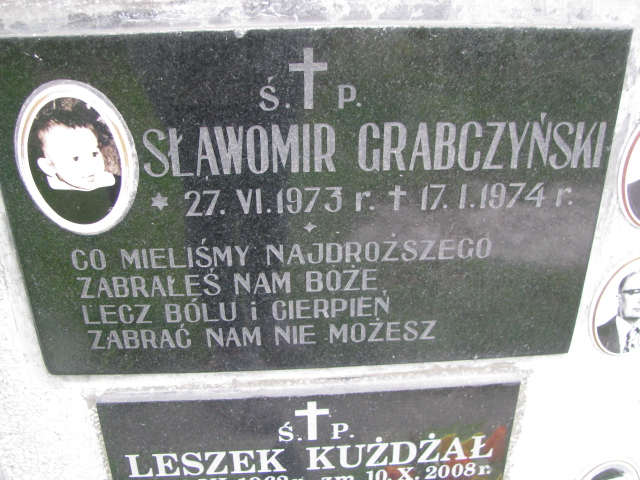 Ś. † P.
SŁAWOMIR GRABCZYŃSKI
* 27. VI. 1973 r. † 17. I. 1974 r.
CO MIELIŚMY NAJDROŻSZEGO
ZABRAŁEŚ NAM BOŻE
LECZ BÓLU i CIERPIEŃ
ZABRAĆ NAM NIE MOŻESZ
Ś. † P.
LESZEK KUŻDŻAŁ
zm. 10. X. 2008 r.